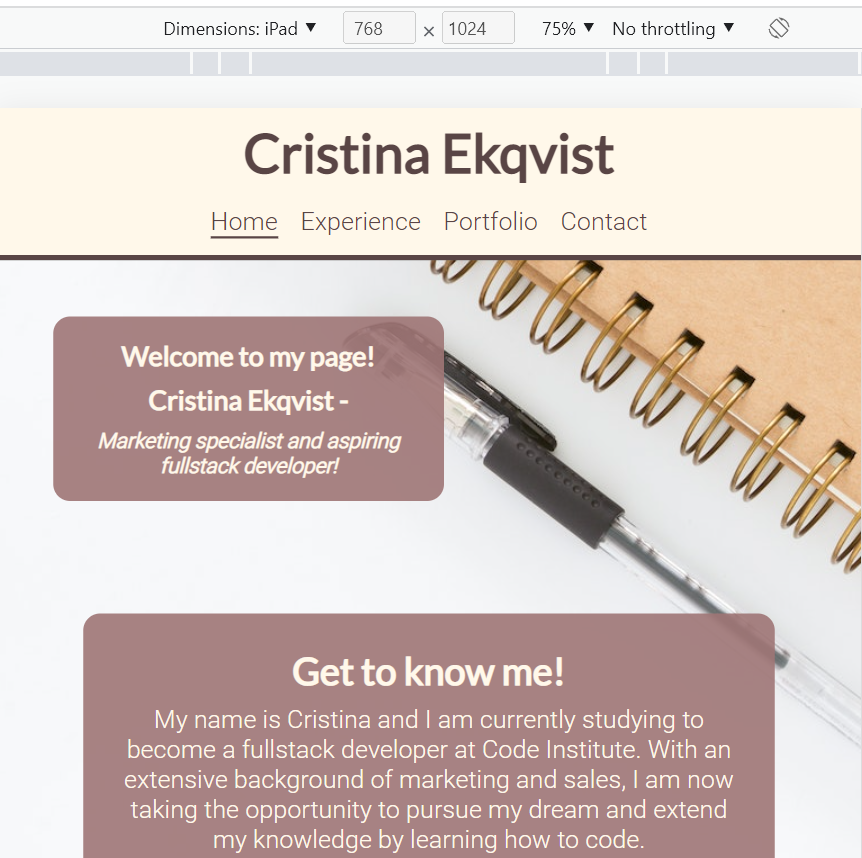 Dimensions: iPad ▼ 768 × 1024 75% ▼ No throttling ▼
Cristina Ekqvist
Home Experience Portfolio Contact
Welcome to my page!
Cristina Ekqvist -
Marketing specialist and aspiring
fullstack developer!
Get to know me!
My name is Cristina and I am currently studying to
become a fullstack developer at Code Institute. With an
extensive background of marketing and sales, I am now
taking the opportunity to pursue my dream and extend
my knowledge by learning how to code.